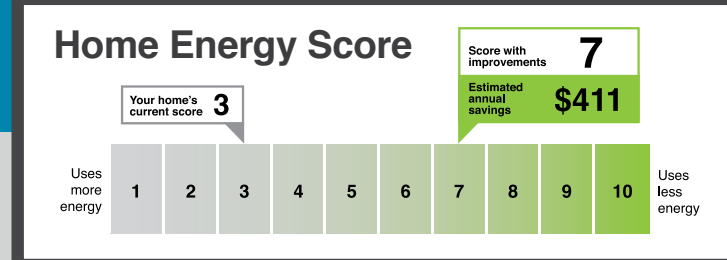 Home Energy Score
Score with
improvements
7
Estimated
annual
savings
$411
Your home's
current score
3
Uses
more
energy
1 2 3 4 5 6 7 8 9 10
Uses
less
energy